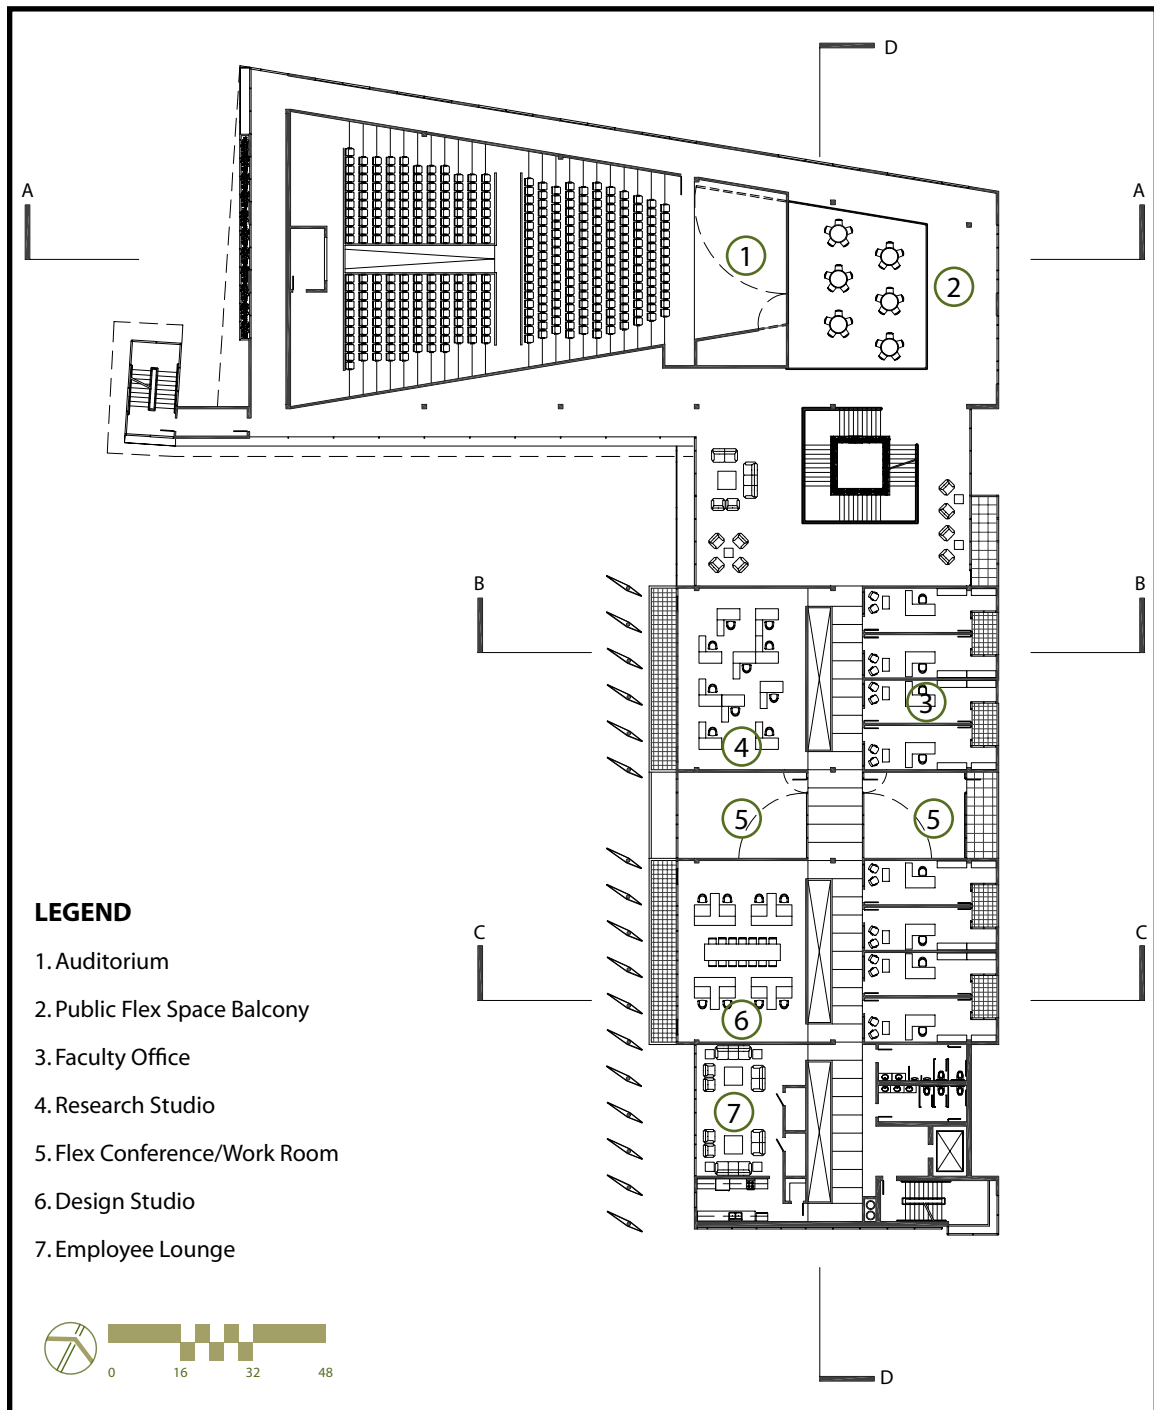 D
A
A
1
2
B
B
3
4
5
5
LEGEND
C
C
1. Auditorium
2. Public Flex Space Balcony
6
3. Faculty Office
4. Research Studio
7
5. Flex Conference/Work Room
6. Design Studio
7. Employee Lounge
0 16 32 48
D